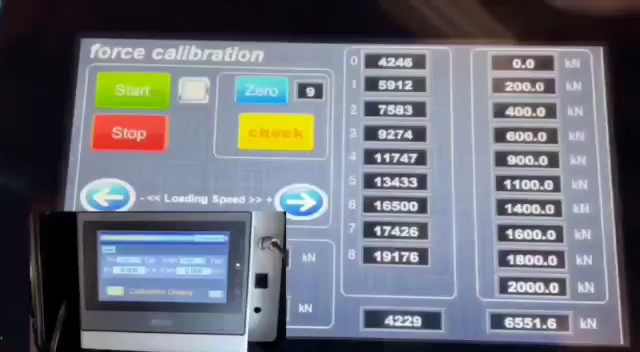 force calibration
Start
Zero 9
Stop
check
- << Loading Speed >> +
kN
kN
0 4246 0.0 kN
1 5912 200.0 kN
2 7583 400.0 kN
3 9274 600.0 kN
4 11747 900.0 kN
5 13433 1100.0 kN
6 16500 1400.0 kN
7 17426 1600.0 kN
8 19176 1800.0 kN
2000.0 kN
4229 6551.6 kN